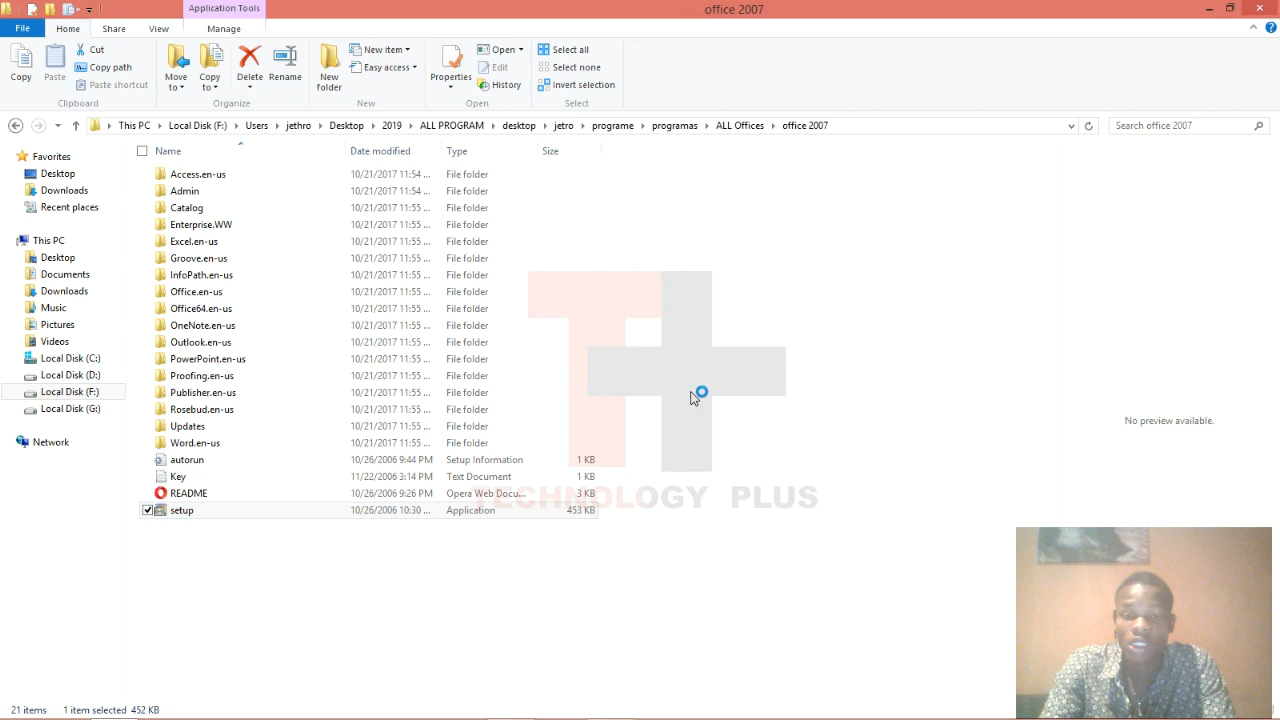 Application Tools
office 2007
File Home Share View Manage
Copy
Paste
Cut
Copy path
Paste shortcut
Clipboard
Move to
Copy to
Delete
Rename
Organize
New folder
New item
Easy access
New
Properties
Open
Edit
History
Open
Select all
Select none
Invert selection
Select
This PC Local Disk (F:) Users jethro Desktop 2019 ALL PROGRAM desktop jetro programe programas ALL Offices office 2007
Search office 2007
Favorites
Desktop
Downloads
Recent places
This PC
Desktop
Documents
Downloads
Music
Pictures
Videos
Local Disk (C:)
Local Disk (D:)
Local Disk (F:)
Local Disk (G:)
Network
Name Date modified Type Size
Access.en-us 10/21/2017 11:54 ... File folder
Admin 10/21/2017 11:54 ... File folder
Catalog 10/21/2017 11:55 ... File folder
Enterprise.WW 10/21/2017 11:55 ... File folder
Excel.en-us 10/21/2017 11:55 ... File folder
Groove.en-us 10/21/2017 11:55 ... File folder
InfoPath.en-us 10/21/2017 11:55 ... File folder
Office.en-us 10/21/2017 11:55 ... File folder
Office64.en-us 10/21/2017 11:55 ... File folder
OneNote.en-us 10/21/2017 11:55 ... File folder
Outlook.en-us 10/21/2017 11:55 ... File folder
PowerPoint.en-us 10/21/2017 11:55 ... File folder
Proofing.en-us 10/21/2017 11:55 ... File folder
Publisher.en-us 10/21/2017 11:55 ... File folder
Rosebud.en-us 10/21/2017 11:55 ... File folder
Updates 10/21/2017 11:55 ... File folder
Word.en-us 10/21/2017 11:55 ... File folder
autorun 10/26/2006 9:44 PM Setup Information 1 KB
Key 11/22/2006 3:14 PM Text Document 1 KB
README 10/26/2006 9:26 PM Opera Web Docu... 3 KB
setup 10/26/2006 10:30 ... Application 453 KB
TECHNOLOGY PLUS
No preview available.
21 items 1 item selected 452 KB